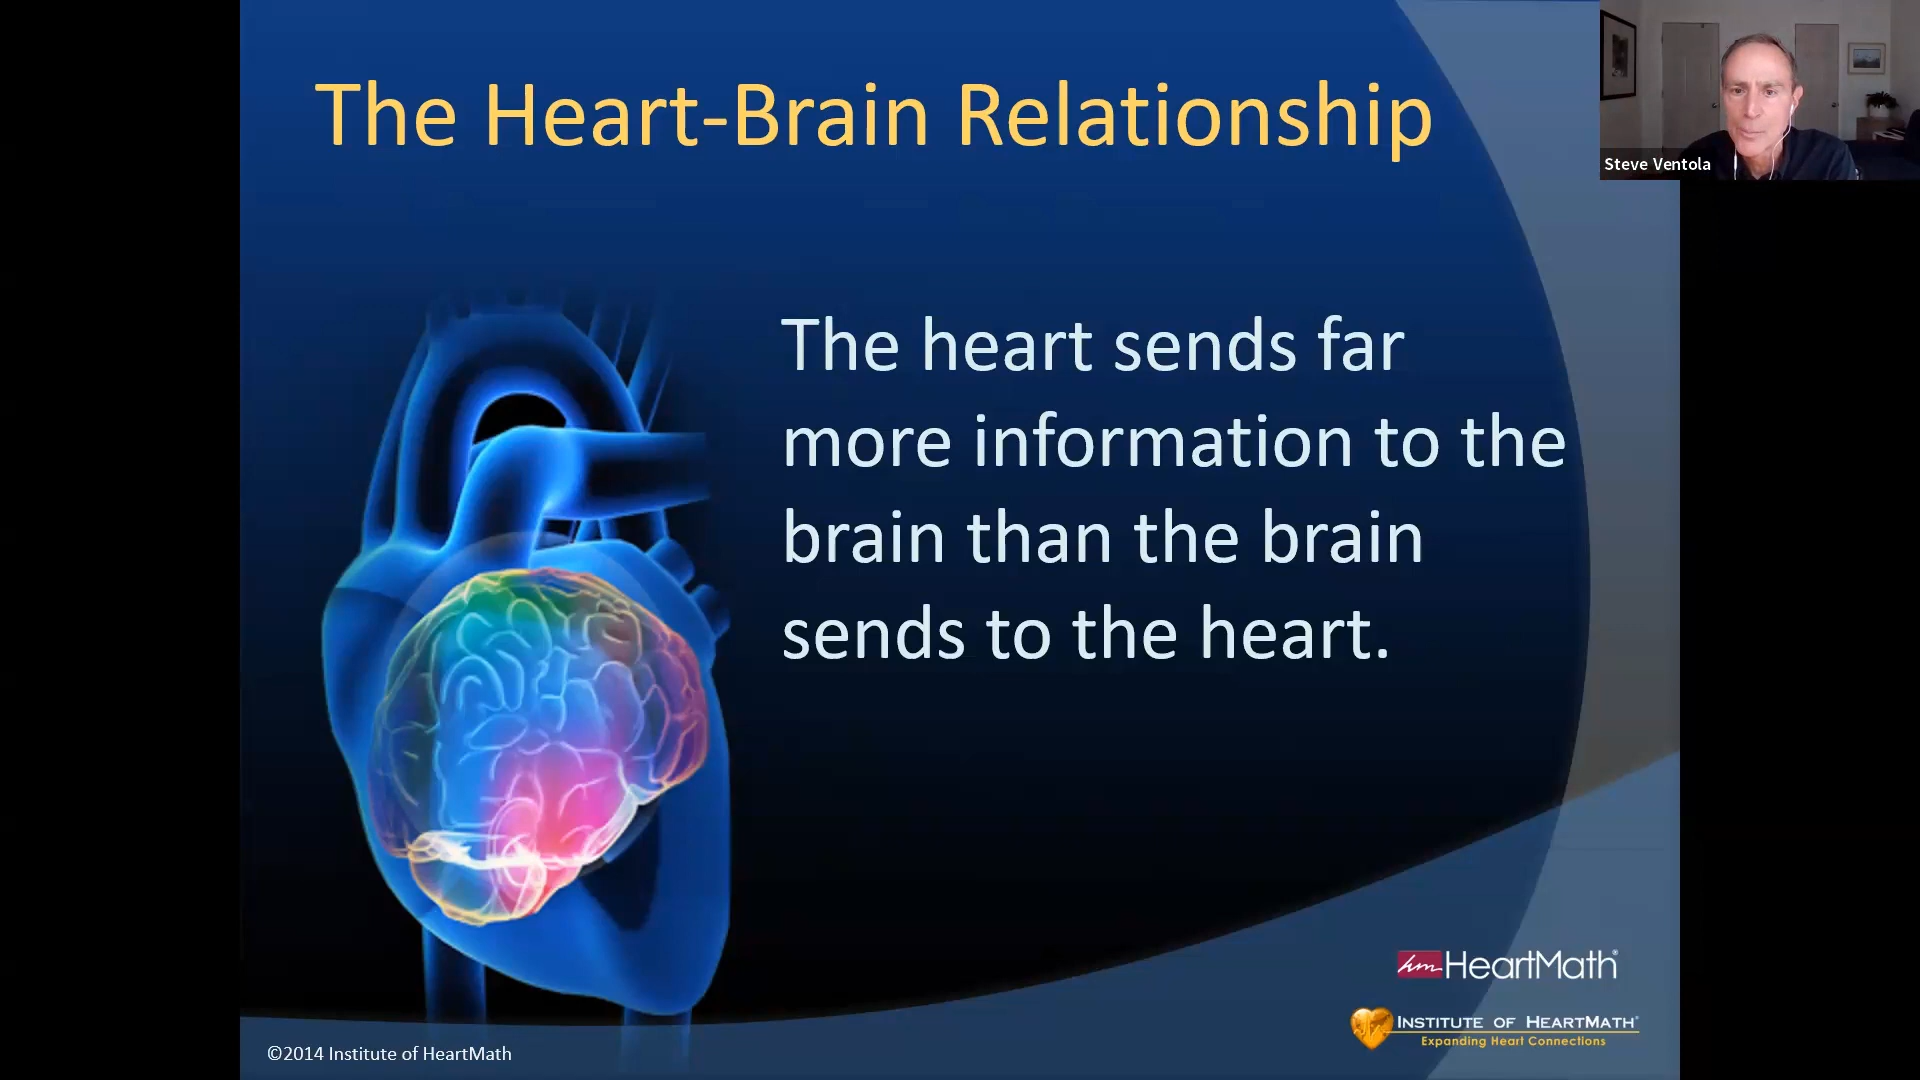 The Heart-Brain Relationship
Steve Ventola
The heart sends far
more information to the
brain than the brain
sends to the heart.
hm HeartMath®
INSTITUTE OF HEARTMATH®
Expanding Heart Connections
©2014 Institute of HeartMath